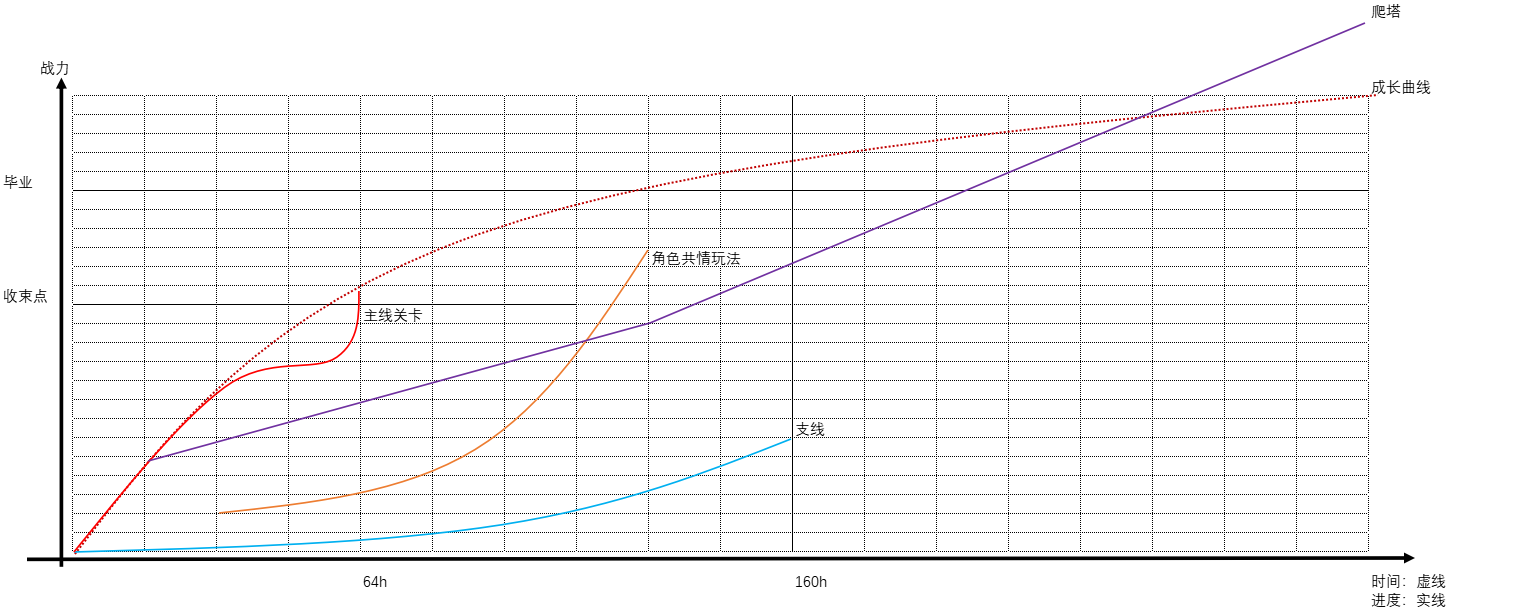 爬塔
战力
成长曲线
毕业
角色共情玩法
收束点
主线关卡
支线
64h
160h
时间：虚线
进度：实线